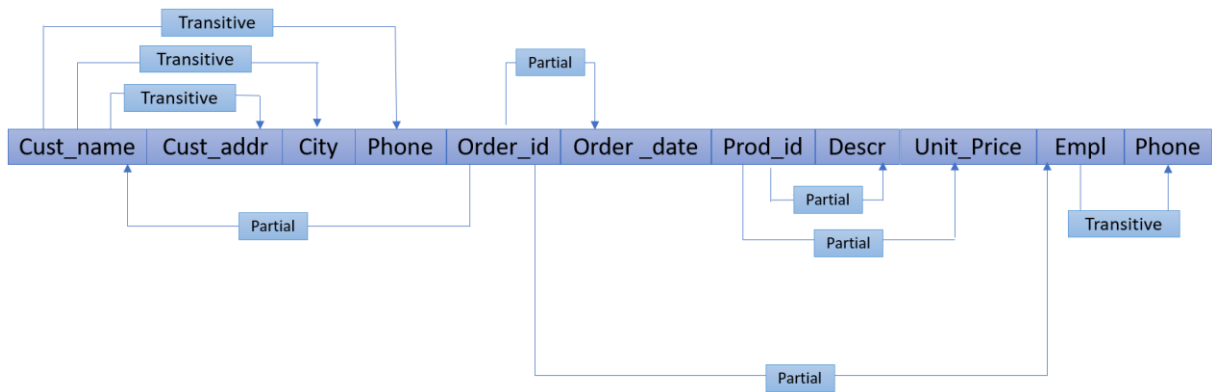 Transitive
Transitive
Partial
Transitive
Cust_name Cust_addr City Phone Order_id Order _date Prod_id Descr Unit_Price Empl Phone
Partial
Partial
Transitive
Partial
Partial